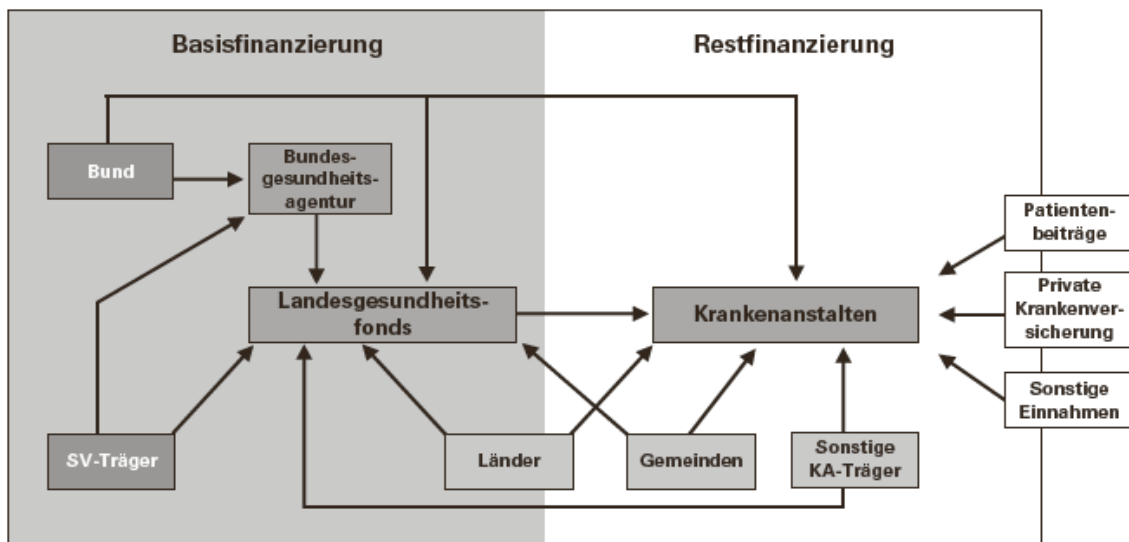 Basisfinanzierung
Restfinanzierung
Bund
Bundes-
gesundheits-
agentur
Patienten-
beiträge
Landesgesundheits-
fonds
Krankenanstalten
Private
Krankenver-
sicherung
Sonstige
Einnahmen
SV-Träger
Länder
Gemeinden
Sonstige
KA-Träger